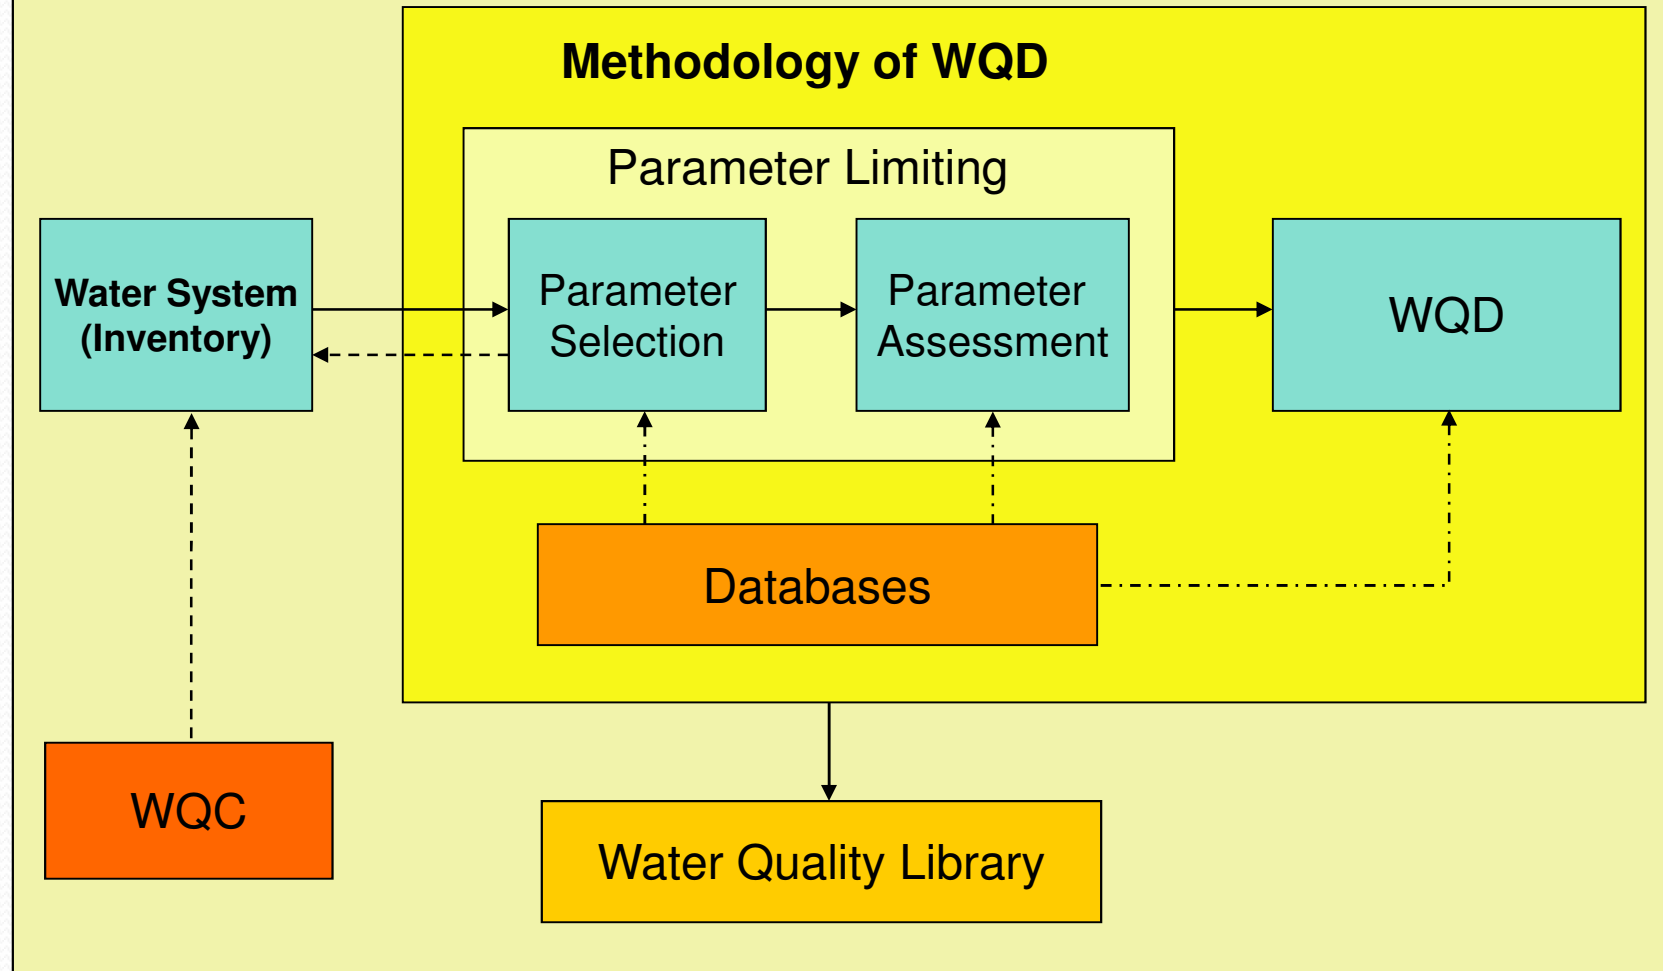 Methodology of WQD
Parameter Limiting
Water System
(Inventory)
Parameter
Selection
Parameter
Assessment
WQD
Databases
WQC
Water Quality Library